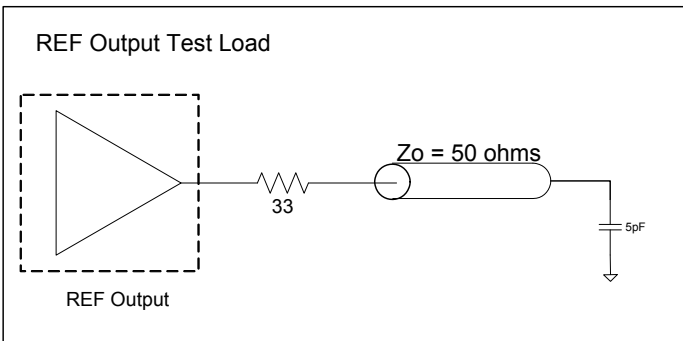 REF Output Test Load
Zo = 50 ohms
33
5pF
REF Output